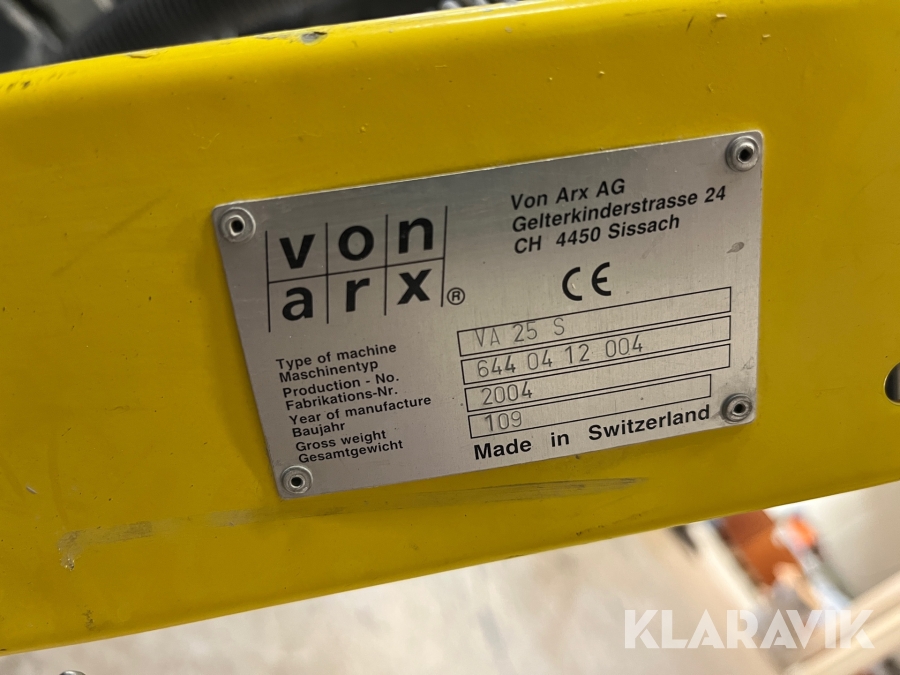 von
arx®
Von Arx AG
Gelterkinderstrasse 24
CH 4450 Sissach
CE
Type of machine
Maschinentyp
VA 25 S
Production - No.
Fabrikations-Nr.
644 04 12 004
Year of manufacture
Baujahr
2004
Gross weight
Gesamtgewicht
109
Made in Switzerland
KLARAVIK